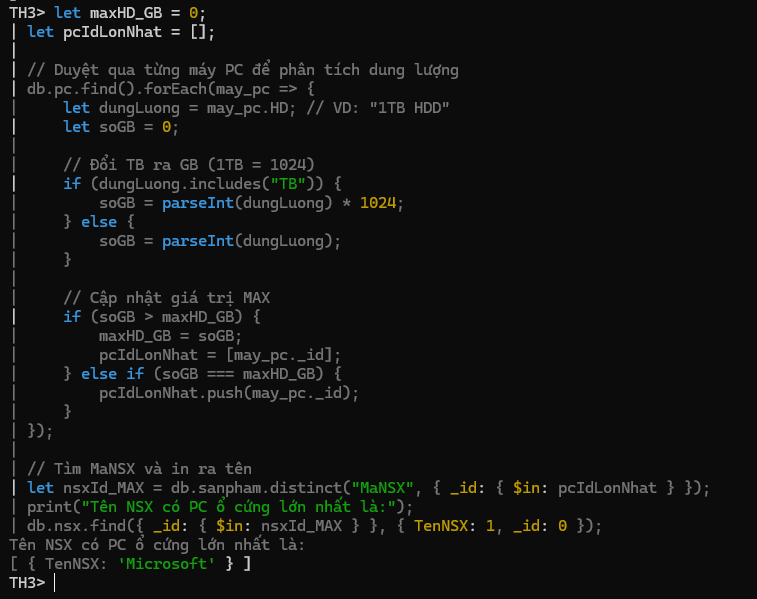 TH3> let maxHD_GB = 0;
| let pcIdLonNhat = [];
|
| // Duyệt qua từng máy PC để phân tích dung lượng
| db.pc.find().forEach(may_pc => {
|     let dungLuong = may_pc.HD; // VD: "1TB HDD"
|     let soGB = 0;
|
|     // Đổi TB ra GB (1TB = 1024)
|     if (dungLuong.includes("TB")) {
|         soGB = parseInt(dungLuong) * 1024;
|     } else {
|         soGB = parseInt(dungLuong);
|     }
|
|     // Cập nhật giá trị MAX
|     if (soGB > maxHD_GB) {
|         maxHD_GB = soGB;
|         pcIdLonNhat = [may_pc._id];
|     } else if (soGB === maxHD_GB) {
|         pcIdLonNhat.push(may_pc._id);
|     }
| });
|
| // Tìm MaNSX và in ra tên
| let nsxId_MAX = db.sanpham.distinct("MaNSX", { _id: { $in: pcIdLonNhat } });
| print("Tên NSX có PC ổ cứng lớn nhất là:");
| db.nsx.find({ _id: { $in: nsxId_MAX } }, { TenNSX: 1, _id: 0 });
Tên NSX có PC ổ cứng lớn nhất là:
[ { TenNSX: 'Microsoft' } ]
TH3>